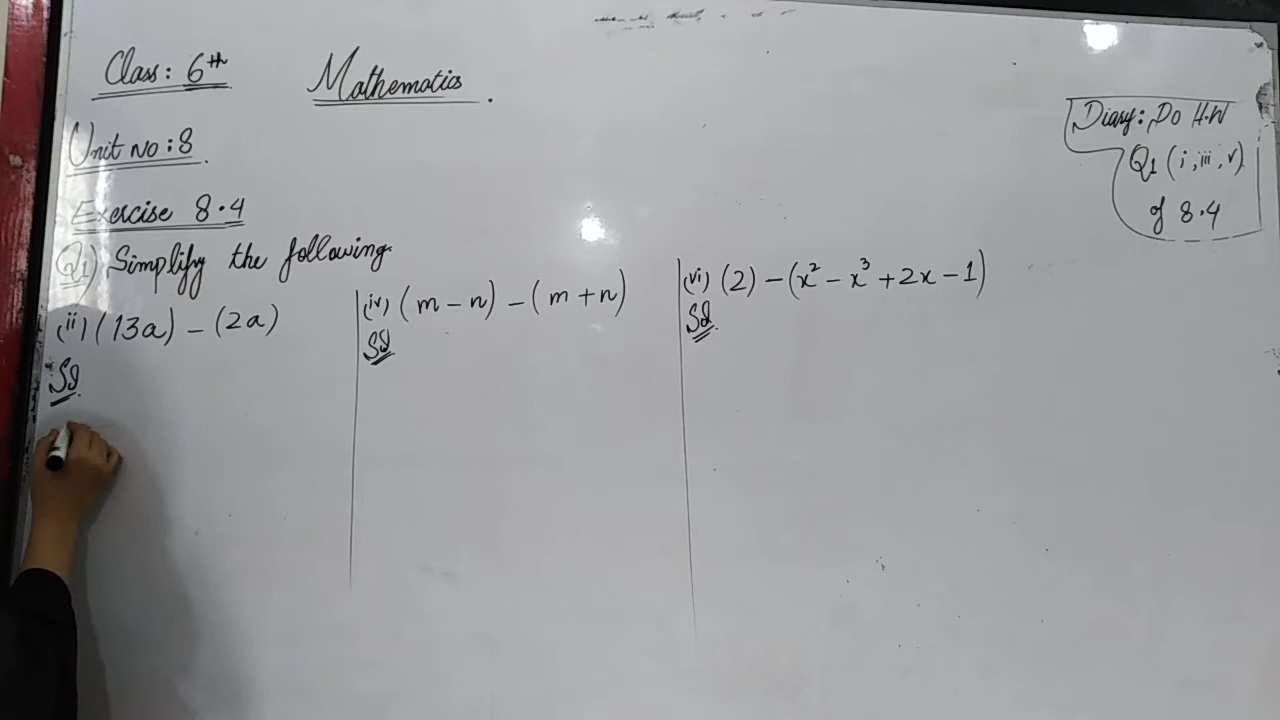 Class: 6th
Mathematics.
Unit No: 8.
Exercise 8.4
Q1) Simplify the following.
(ii) (13a) - (2a)
Sol.
(iv) (m - n) - (m + n)
Sol
(vi) (2) - (x² - x³ + 2x - 1)
Sol.
Diary: Do H.W
Q1 (i, iii, v)
of 8.4